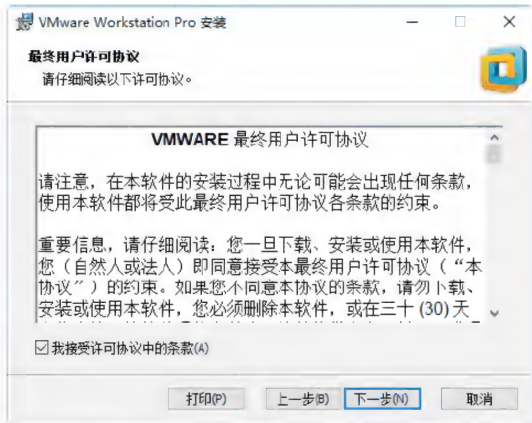 VMware Workstation Pro 安装
最终用户许可协议
请仔细阅读以下许可协议。
VMWARE 最终用户许可协议
请注意，在本软件的安装过程中无论可能会出现任何条款，
使用本软件都将受此最终用户许可协议各条款的约束。
重要信息，请仔细阅读：您一旦下载、安装或使用本软件，
您（自然人或法人）即同意接受本最终用户许可协议（“本
协议”）的约束。如果您不同意本协议的条款，请勿下载、
安装或使用本软件，您必须删除本软件，或在三十 (30) 天
我接受许可协议中的条款(A)
打印(P) 上一步(B) 下一步(N) 取消